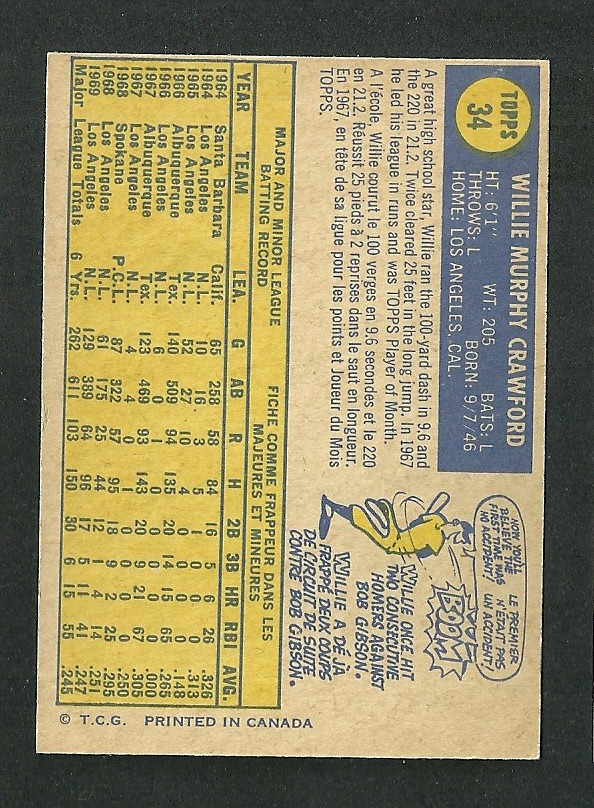 TOPPS
34
WILLIE MURPHY CRAWFORD
HT: 6'1" WT: 205 BATS: L
THROWS: L BORN: 9/7/46
HOME: LOS ANGELES, CAL.
A great high school star, Willie ran the 100-yard dash in 9.6 and
the 220 in 21.2. Twice cleared 25 feet in the long jump. In 1967
he led his league in runs and was TOPPS Player of Month.
A l'école, Willie courut le 100 verges en 9.6 secondes et le 220
en 21.2. Réussit 25 pieds à 2 reprises dans le saut en longueur.
En 1967, en tête de sa ligue pour les points et Joueur du Mois
TOPPS.
NOW YOU'LL
BELIEVE THE
FIRST TIME WAS
NO ACCIDENT!
LE PREMIER
N'ÉTAIT PAS
UN ACCIDENT!
BOOM
WILLIE ONCE HIT
TWO CONSECUTIVE
HOMERS AGAINST
BOB GIBSON.
WILLIE A DÉJÀ
FRAPPÉ DEUX COUPS
DE CIRCUIT DE SUITE
CONTRE BOB GIBSON.
MAJOR AND MINOR LEAGUE
BATTING RECORD
FICHE COMME FRAPPEUR DANS LES
MAJEURES ET MINEURES
YEAR TEAM LEA. G AB R H 2B 3B HR RBI AVG.
1964 Santa Barbara Calif. 65 258 58 84 16 5 6 26 .326
1964 Los Angeles N.L. 10 16 3 5 1 0 0 0 .313
1965 Los Angeles N.L. 52 27 10 4 0 0 0 0 .148
1966 Albuquerque Tex. 140 509 94 135 20 14 15 65 .265
1966 Los Angeles N.L. 6 0 1 0 0 0 0 0 .000
1967 Albuquerque Tex. 123 469 93 143 20 9 21 67 .305
1967 Los Angeles N.L. 4 4 0 1 0 0 0 0 .250
1968 Spokane P.C.L. 87 322 57 95 18 9 2 25 .295
1968 Los Angeles N.L. 61 175 25 44 12 1 4 14 .251
1969 Los Angeles N.L. 129 389 64 96 17 5 11 41 .247
Major League Totals 6 Yrs. 262 611 103 150 30 6 15 55 .245
© T.C.G. PRINTED IN CANADA